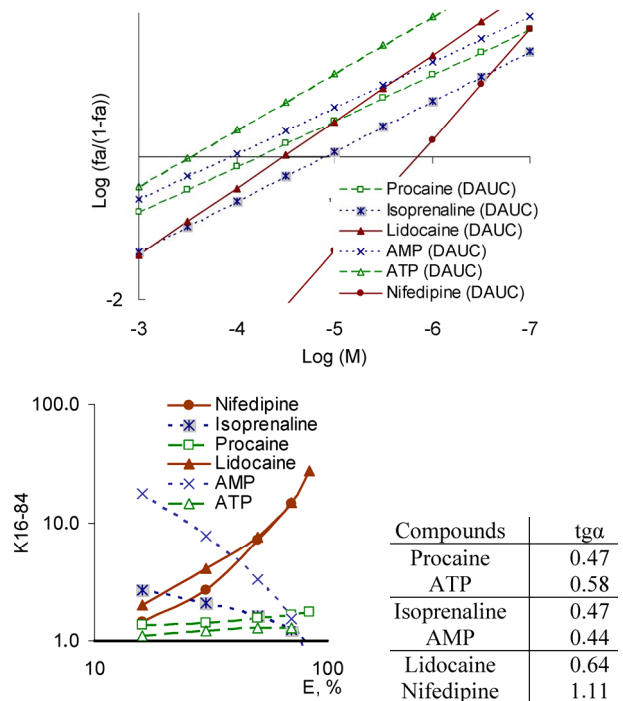 Log (fa/(1-fa))
Procaine (DAUC)
Isoprenaline (DAUC)
Lidocaine (DAUC)
AMP (DAUC)
ATP (DAUC)
Nifedipine (DAUC)
-2
-3 -4 -5 -6 -7
Log (M)
100.0
10.0
1.0
K16-84
Nifedipine
Isoprenaline
Procaine
Lidocaine
AMP
ATP
10 100
E, %
Compounds tgα
Procaine 0.47
ATP 0.58
Isoprenaline 0.47
AMP 0.44
Lidocaine 0.64
Nifedipine 1.11